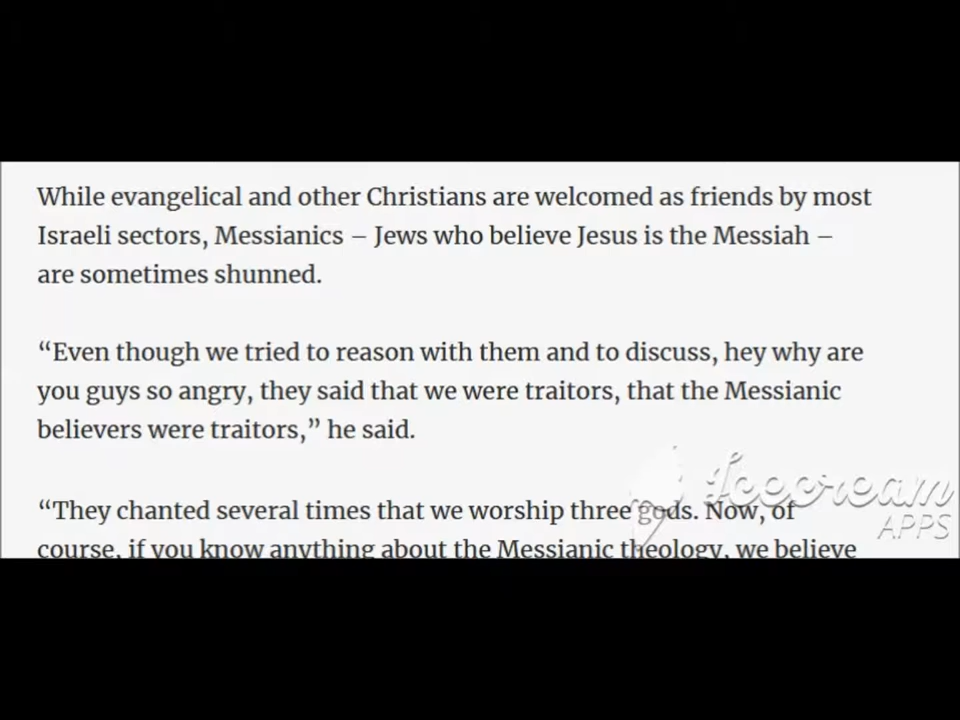 While evangelical and other Christians are welcomed as friends by most
Israeli sectors, Messianics – Jews who believe Jesus is the Messiah –
are sometimes shunned.
“Even though we tried to reason with them and to discuss, hey why are
you guys so angry, they said that we were traitors, that the Messianic
believers were traitors,” he said.
“They chanted several times that we worship three gods. Now, of
course, if you know anything about the Messianic theology, we believe
Icecream
APPS